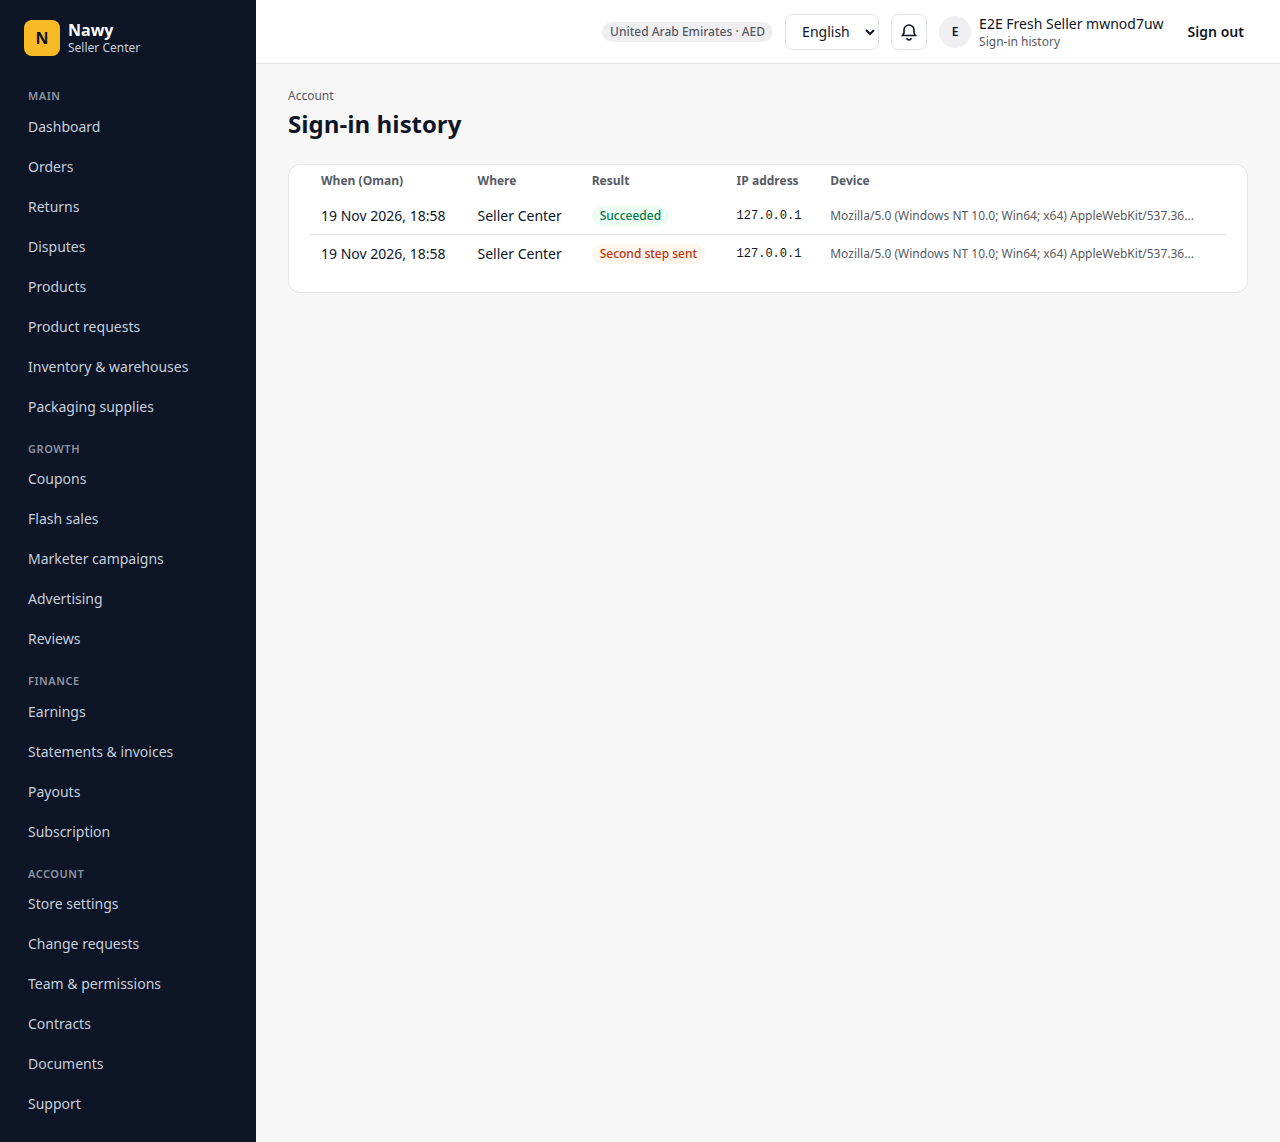 N
Nawy
Seller Center
MAIN
Dashboard
Orders
Returns
Disputes
Products
Product requests
Inventory & warehouses
Packaging supplies
GROWTH
Coupons
Flash sales
Marketer campaigns
Advertising
Reviews
FINANCE
Earnings
Statements & invoices
Payouts
Subscription
ACCOUNT
Store settings
Change requests
Team & permissions
Contracts
Documents
Support
United Arab Emirates · AED
English
E
E2E Fresh Seller mwnod7uw
Sign-in history
Sign out
Account
Sign-in history
When (Oman) Where Result IP address Device
19 Nov 2026, 18:58 Seller Center Succeeded 127.0.0.1 Mozilla/5.0 (Windows NT 10.0; Win64; x64) AppleWebKit/537.36…
19 Nov 2026, 18:58 Seller Center Second step sent 127.0.0.1 Mozilla/5.0 (Windows NT 10.0; Win64; x64) AppleWebKit/537.36…